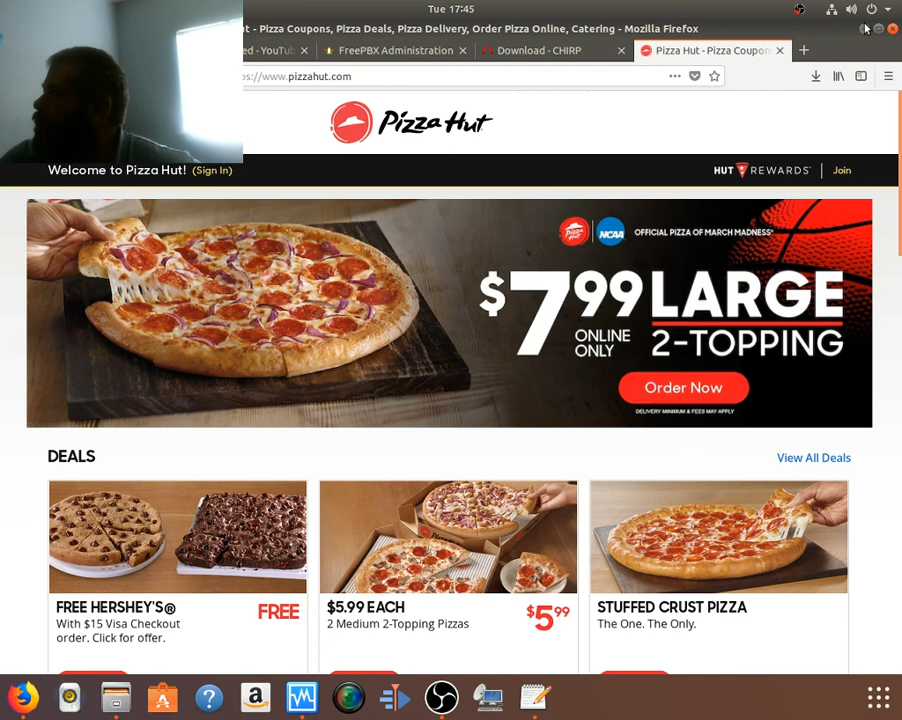 Tue 17:45
t - Pizza Coupons, Pizza Deals, Pizza Delivery, Order Pizza Online, Catering - Mozilla Firefox
ed - YouTub
FreePBX Administration
Download - CHIRP
Pizza Hut - Pizza Coupon
ps://www.pizzahut.com
Pizza Hut
Welcome to Pizza Hut! (Sign In)
HUT REWARDS
Join
NCAA
OFFICIAL PIZZA OF MARCH MADNESS®
$7.99 LARGE
ONLINE ONLY
2-TOPPING
Order Now
DELIVERY MINIMUM & FEES MAY APPLY
DEALS
View All Deals
FREE HERSHEY'S®
FREE
With $15 Visa Checkout
order. Click for offer.
$5.99 EACH
$5 99
2 Medium 2-Topping Pizzas
STUFFED CRUST PIZZA
The One. The Only.